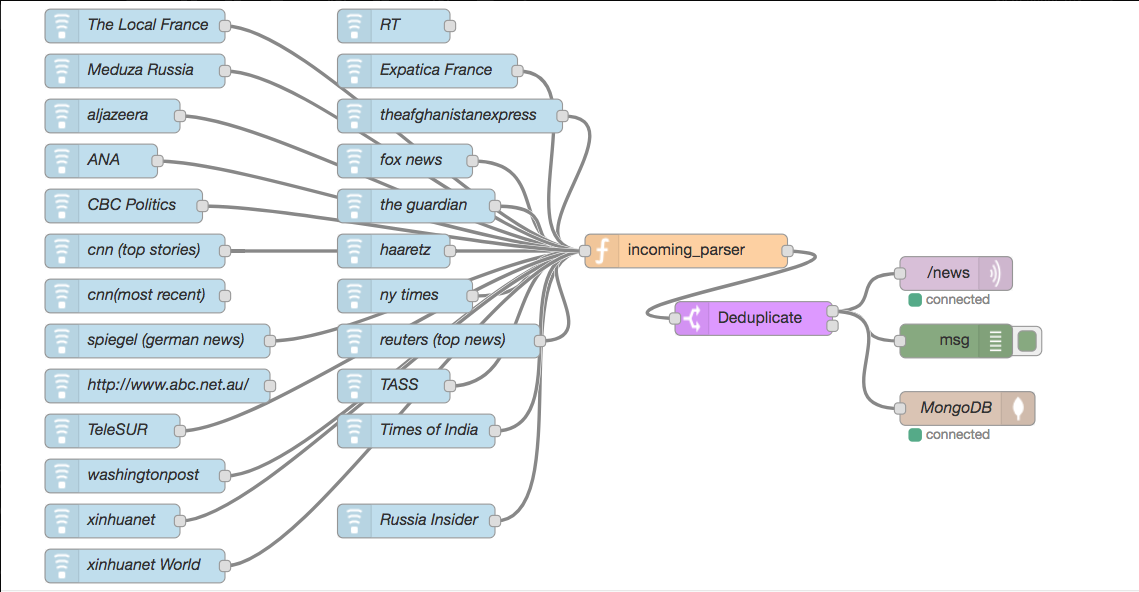 The Local France
Meduza Russia
aljazeera
ANA
CBC Politics
cnn (top stories)
cnn(most recent)
spiegel (german news)
http://www.abc.net.au/
TeleSUR
washingtonpost
xinhuanet
xinhuanet World
RT
Expatica France
theafghanistanexpress
fox news
the guardian
haaretz
ny times
reuters (top news)
TASS
Times of India
Russia Insider
incoming_parser
Deduplicate
/news
connected
msg
MongoDB
connected